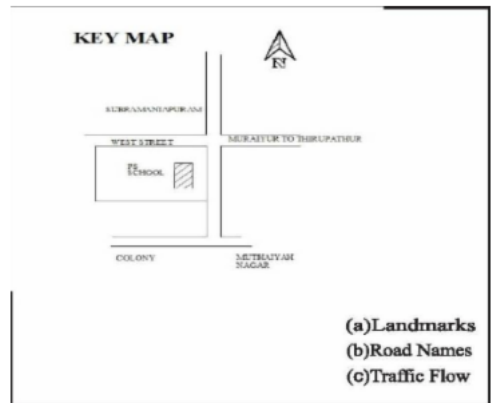 KEY MAP
N
SUBRAMANIAPURAM
WEST STREET
MURAIYUR TO THIRUPATHUR
PS
SCHOOL
COLONY
MUTHAIYAH
NAGAR
(a)Landmarks
(b)Road Names
(c)Traffic Flow